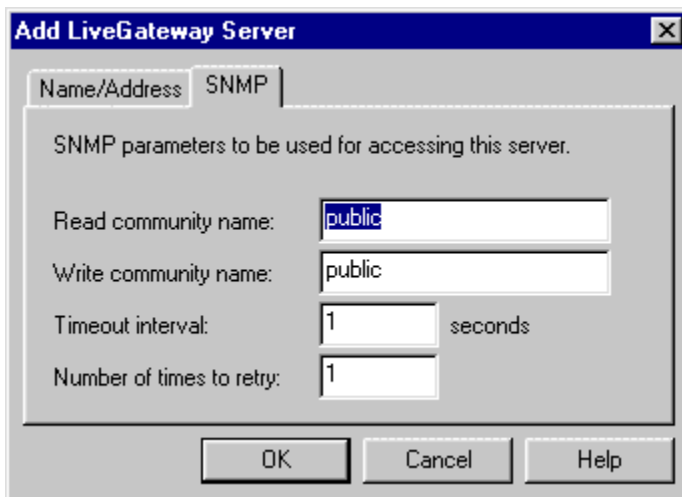 Add LiveGateway Server
Name/Address SNMP
SNMP parameters to be used for accessing this server.
Read community name: public
Write community name: public
Timeout interval: 1 seconds
Number of times to retry: 1
OK Cancel Help